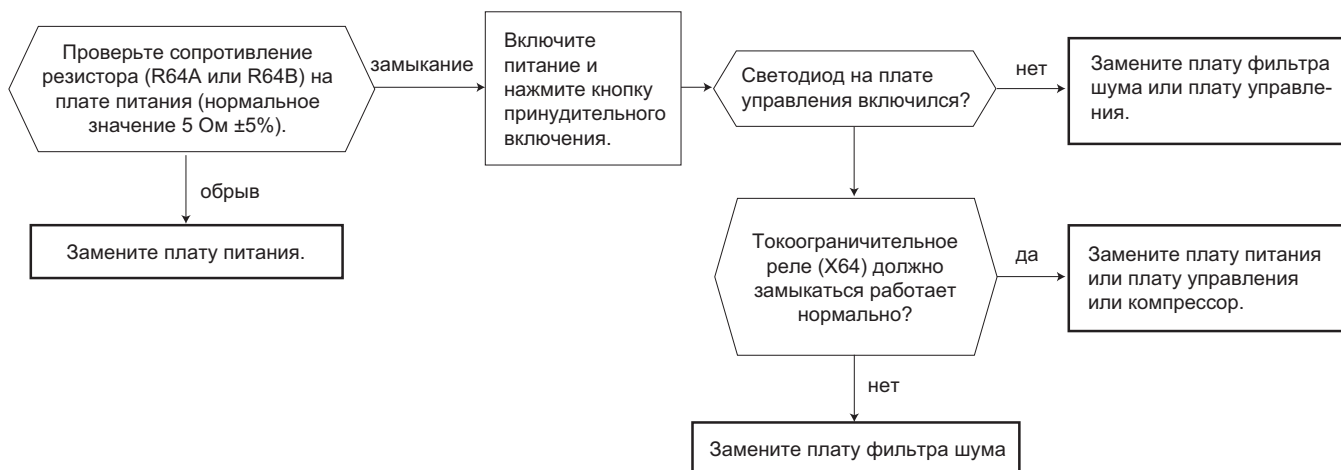 Проверьте сопротивление
резистора (R64A или R64B) на
плате питания (нормальное
значение 5 Ом ±5%).
замыкание
обрыв
Замените плату питания.
Включите
питание и
нажмите кнопку
принудительного
включения.
Светодиод на плате
управления включился?
нет
Замените плату фильтра
шума или плату управле-
ния.
Токоограничительное
реле (X64) должно
замыкаться работает
нормально?
да
Замените плату питания
или плату управления
или компрессор.
нет
Замените плату фильтра шума